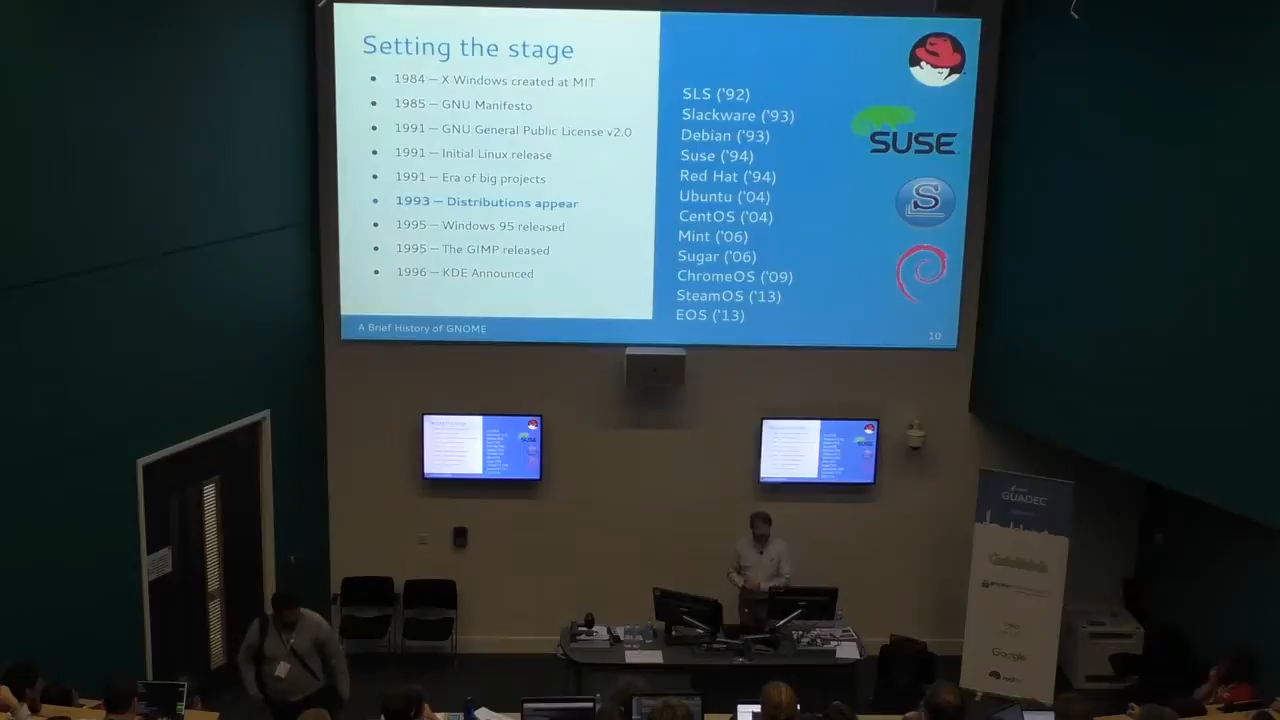 Setting the stage
• 1984 – X Windows created at MIT
• 1985 – GNU Manifesto
• 1991 – GNU General Public License v2.0
• 1991 – Initial Linux release
• 1991 – Era of big projects
• 1993 – Distributions appear
• 1995 – Windows 95 released
• 1995 – The GIMP released
• 1996 – KDE Announced
A Brief History of GNOME
SLS ('92)
Slackware ('93)
Debian ('93)
Suse ('94)
Red Hat ('94)
Ubuntu ('04)
CentOS ('04)
Mint ('06)
Sugar ('06)
ChromeOS ('09)
SteamOS ('13)
EOS ('13)
SUSE
S
10
GUADEC
Google